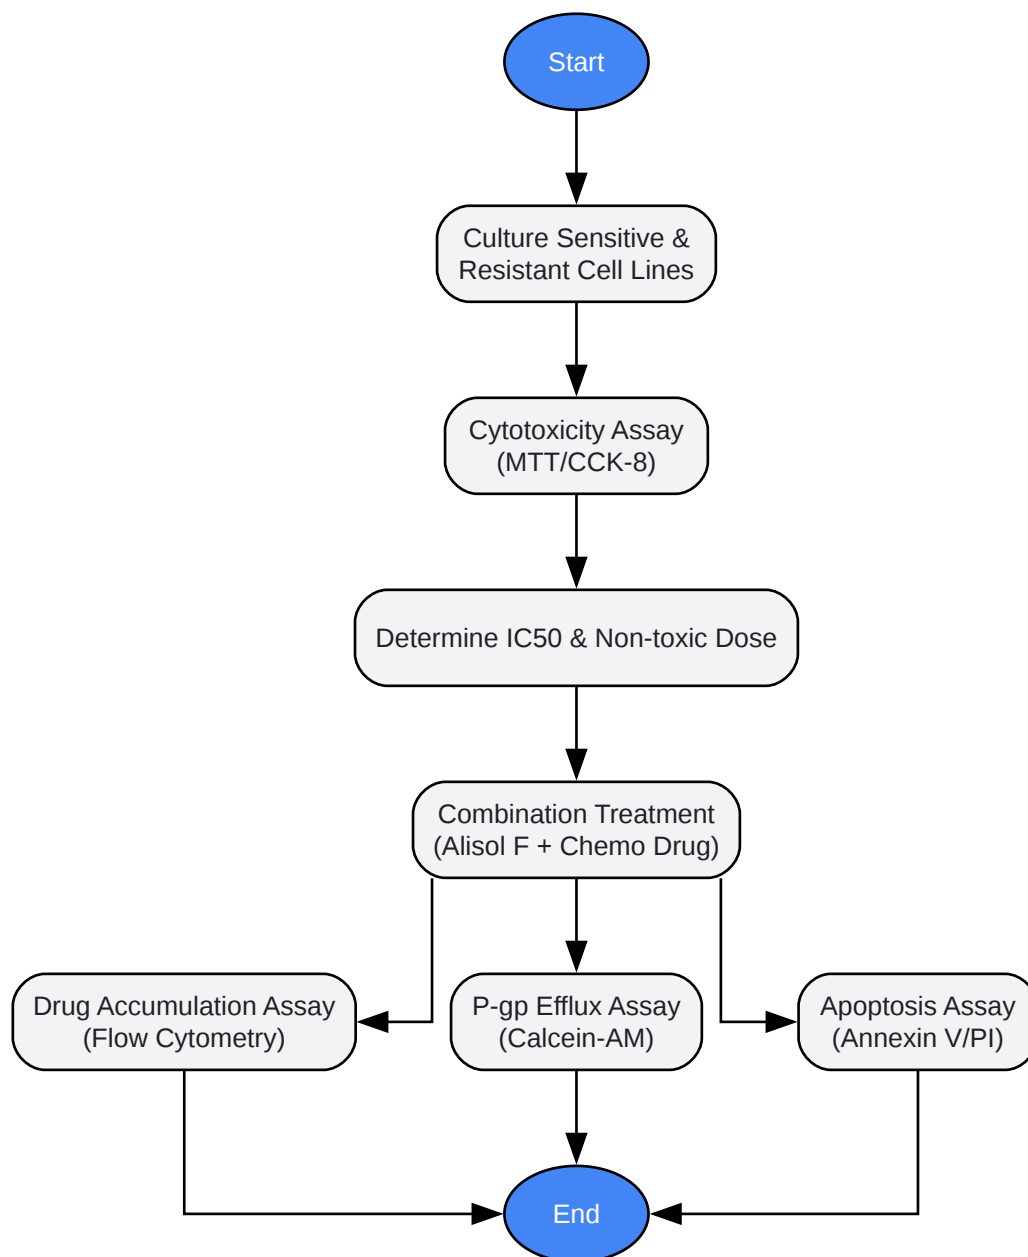 Start
Culture Sensitive &
Resistant Cell Lines
Cytotoxicity Assay
(MTT/CCK-8)
Determine IC50 & Non-toxic Dose
Combination Treatment
(Alisol F + Chemo Drug)
Drug Accumulation Assay
(Flow Cytometry)
P-gp Efflux Assay
(Calcein-AM)
Apoptosis Assay
(Annexin V/PI)
End